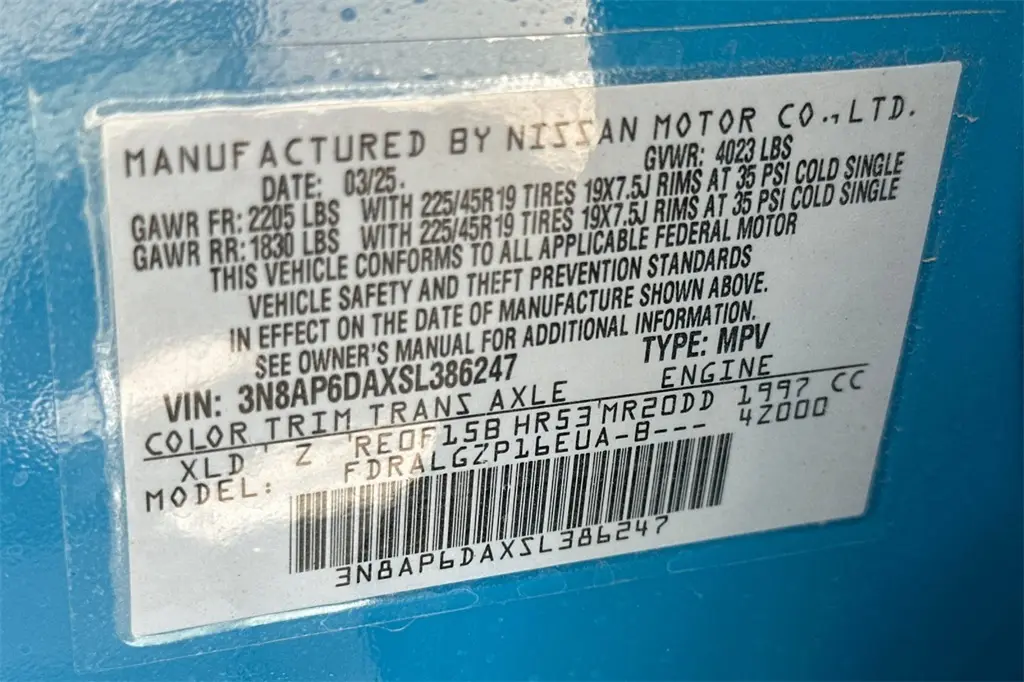 MANUFACTURED BY NISSAN MOTOR CO.,LTD.
DATE: 03/25. GVWR: 4023 LBS
GAWR FR: 2205 LBS WITH 225/45R19 TIRES 19X7.5J RIMS AT 35 PSI COLD SINGLE
GAWR RR: 1830 LBS WITH 225/45R19 TIRES 19X7.5J RIMS AT 35 PSI COLD SINGLE
THIS VEHICLE CONFORMS TO ALL APPLICABLE FEDERAL MOTOR
VEHICLE SAFETY AND THEFT PREVENTION STANDARDS
IN EFFECT ON THE DATE OF MANUFACTURE SHOWN ABOVE.
SEE OWNER'S MANUAL FOR ADDITIONAL INFORMATION.
VIN: 3N8AP6DAXSL386247 TYPE: MPV
COLOR TRIM TRANS AXLE ENGINE
XLD Z RE0F15B HR53 MR20DD 1997 CC
MODEL: FDRALGZP16EUA-B--- 4Z000
3N8AP6DAXSL386247